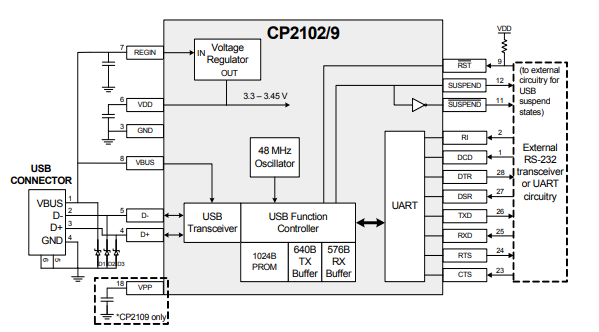 CP2102/9
VDD
7
REGIN
IN
Voltage
Regulator
OUT
3.3 – 3.45 V
6
VDD
3
GND
8
VBUS
48 MHz
Oscillator
USB
CONNECTOR
VBUS
1
D-
2
D+
3
GND
4
5
D-
4
D+
D1
D2
D3
18
VPP
*CP2109 only
USB
Transceiver
USB Function
Controller
1024B
PROM
640B
TX
Buffer
576B
RX
Buffer
UART
RST
9
SUSPEND
12
SUSPEND
11
RI
2
DCD
1
DTR
28
DSR
27
TXD
26
RXD
25
RTS
24
CTS
23
(to external
circuitry for
USB
suspend
states)
External
RS-232
transceiver
or UART
circuitry